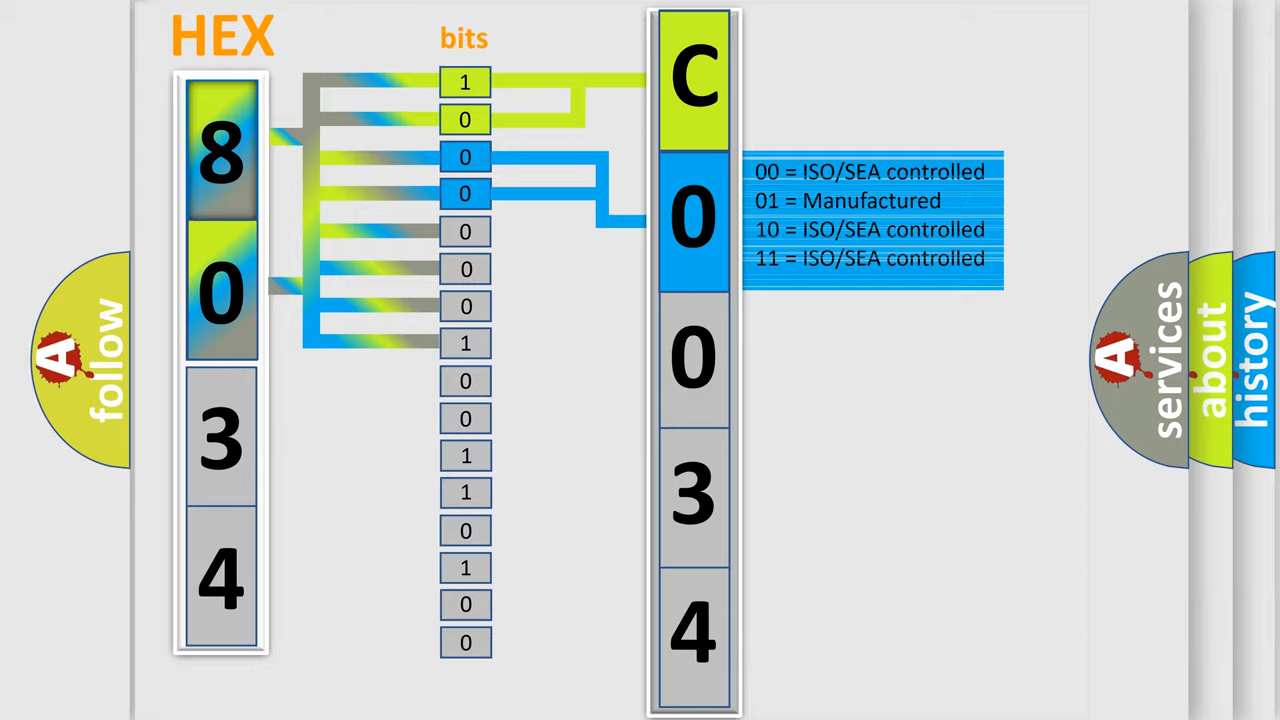 HEX
bits
8
0
3
4
1
0
0
0
0
0
0
1
0
0
1
1
0
1
0
0
C
0
0
3
4
00 = ISO/SEA controlled
01 = Manufactured
10 = ISO/SEA controlled
11 = ISO/SEA controlled
A
follow
A
services
about
history